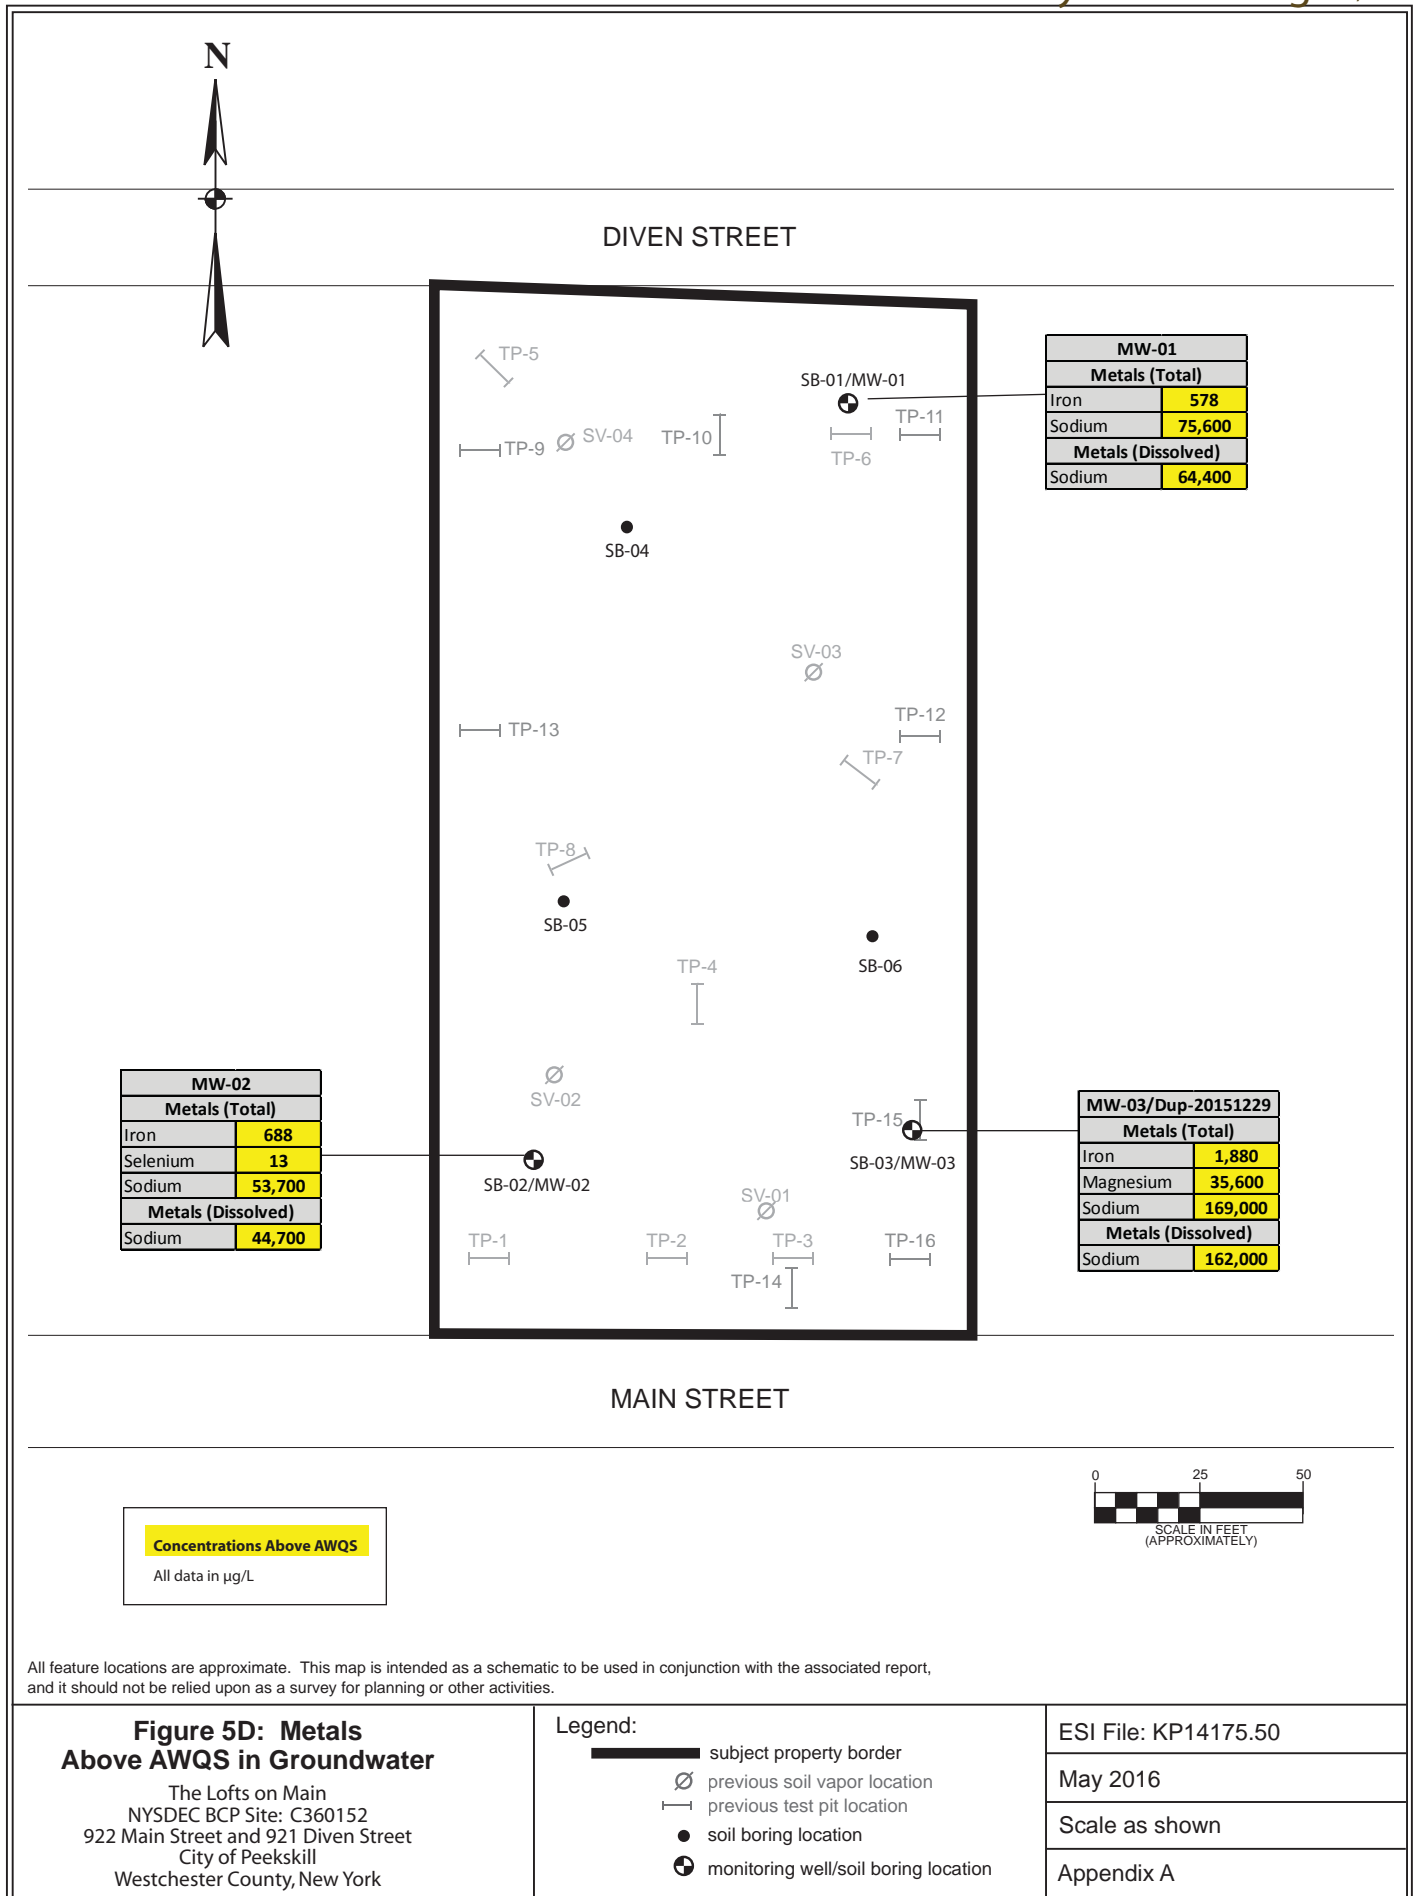 N
DIVEN STREET
TP-5
SB-01/MW-01
TP-11
TP-10
SV-04
TP-9
TP-6
MW-01
Metals (Total)
Iron 578
Sodium 75,600
Metals (Dissolved)
Sodium 64,400
SB-04
SV-03
TP-12
TP-13
TP-7
TP-8
SB-05
SB-06
TP-4
SV-02
MW-02
Metals (Total)
Iron 688
Selenium 13
Sodium 53,700
Metals (Dissolved)
Sodium 44,700
TP-15
SB-03/MW-03
SB-02/MW-02
MW-03/Dup-20151229
Metals (Total)
Iron 1,880
Magnesium 35,600
Sodium 169,000
Metals (Dissolved)
Sodium 162,000
SV-01
TP-1
TP-2
TP-3
TP-16
TP-14
MAIN STREET
0 25 50
SCALE IN FEET
(APPROXIMATELY)
Concentrations Above AWQS
All data in µg/L
All feature locations are approximate. This map is intended as a schematic to be used in conjunction with the associated report,
and it should not be relied upon as a survey for planning or other activities.
Figure 5D: Metals
Above AWQS in Groundwater
The Lofts on Main
NYSDEC BCP Site: C360152
922 Main Street and 921 Diven Street
City of Peekskill
Westchester County, New York
Legend:
subject property border
previous soil vapor location
previous test pit location
soil boring location
monitoring well/soil boring location
ESI File: KP14175.50
May 2016
Scale as shown
Appendix A